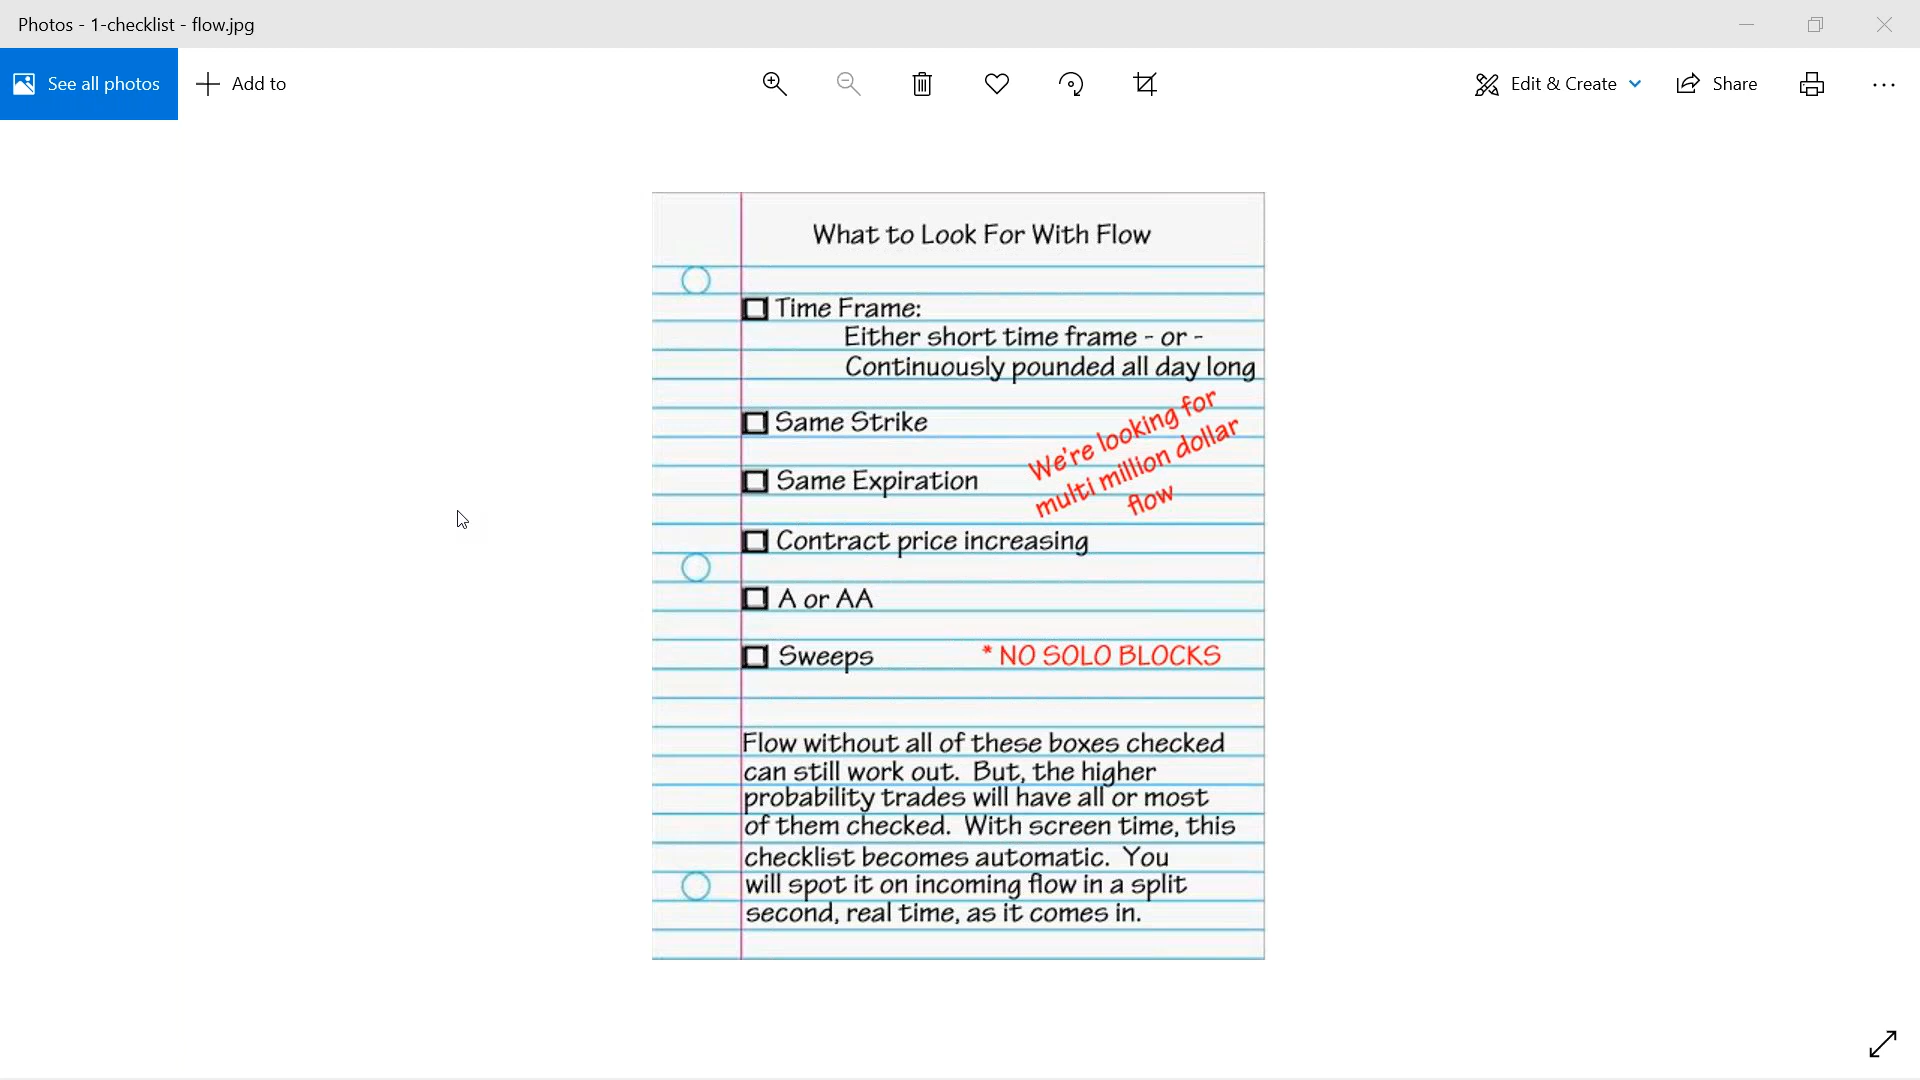 Photos - 1-checklist - flow.jpg
See all photos
Add to
Edit & Create
Share
What to Look For With Flow
Time Frame:
Either short time frame - or -
Continuously pounded all day long
Same Strike
We're looking for
multi million dollar
flow
Same Expiration
Contract price increasing
A or AA
Sweeps * NO SOLO BLOCKS
Flow without all of these boxes checked
can still work out. But, the higher
probability trades will have all or most
of them checked. With screen time, this
checklist becomes automatic. You
will spot it on incoming flow in a split
second, real time, as it comes in.